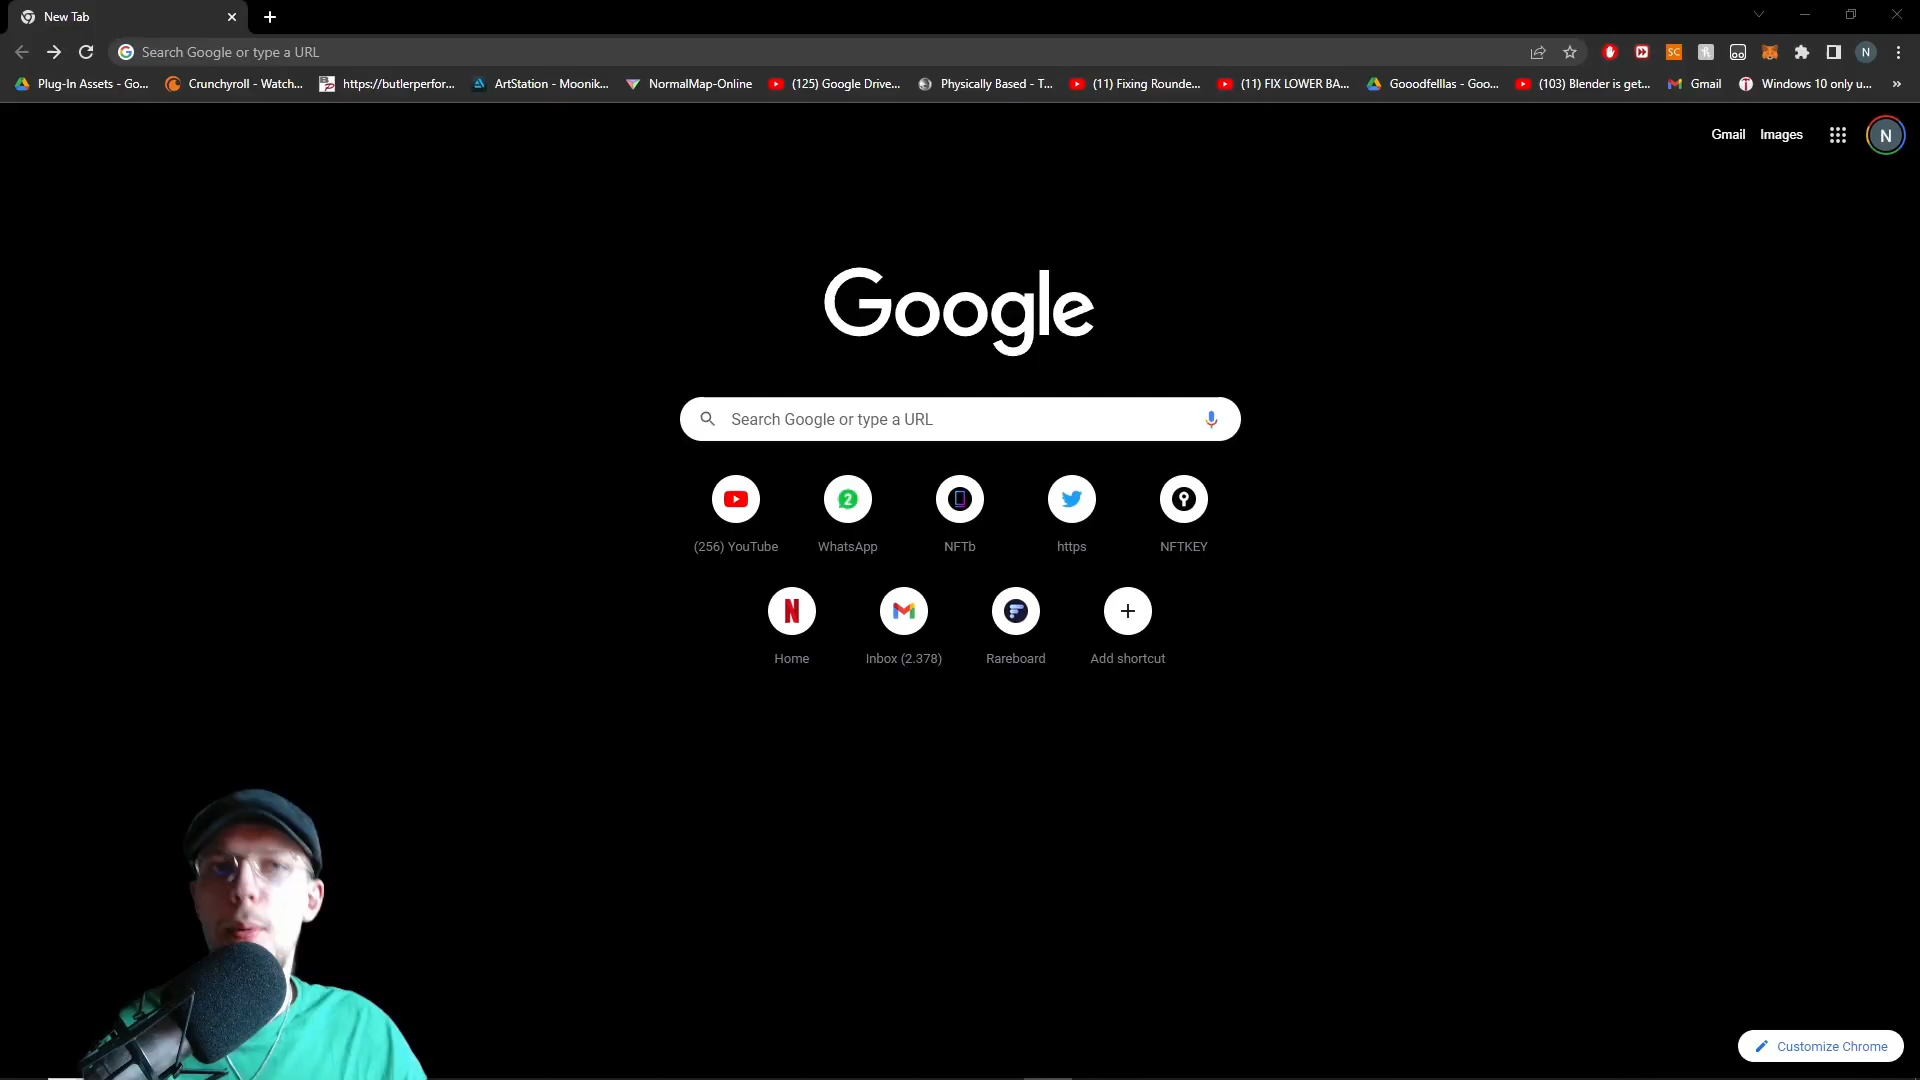 New Tab
Search Google or type a URL
SC
N
Plug-In Assets - Go...
Crunchyroll - Watch...
https://butlerperfor...
ArtStation - Moonik...
NormalMap-Online
(125) Google Drive...
Physically Based - T...
(11) Fixing Rounde...
(11) FIX LOWER BA...
Gooodfelllas - Goo...
(103) Blender is get...
Gmail
Windows 10 only u...
»
Gmail
Images
N
Google
Search Google or type a URL
2
(256) YouTube
WhatsApp
NFTb
https
NFTKEY
N
Home
Inbox (2.378)
Rareboard
Add shortcut
Customize Chrome